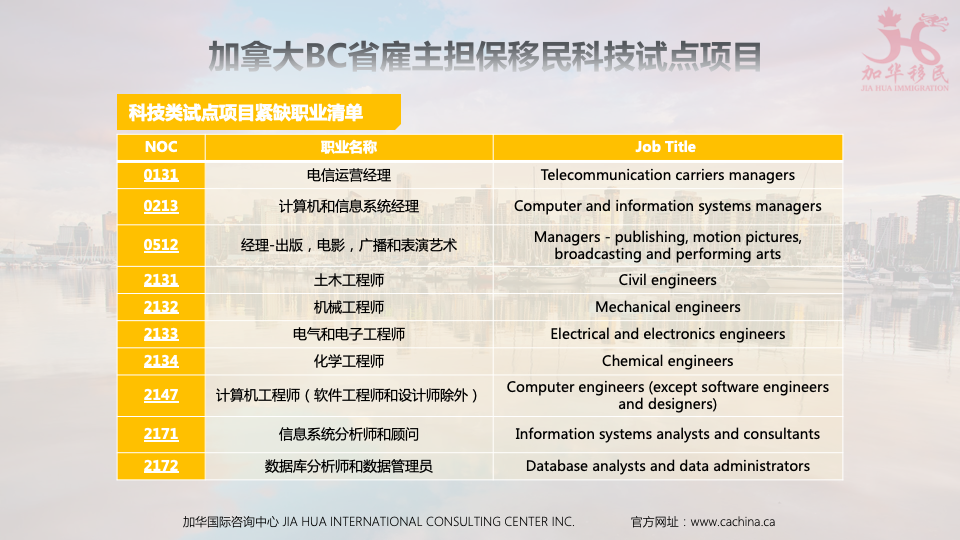 加拿大BC省雇主担保移民科技试点项目
加华移民
JIA HUA IMMIGRATION
科技类试点项目紧缺职业清单
NOC 职业名称 Job Title
0131 电信运营经理 Telecommunication carriers managers
0213 计算机和信息系统经理 Computer and information systems managers
0512 经理-出版，电影，广播和表演艺术 Managers - publishing, motion pictures,
broadcasting and performing arts
2131 土木工程师 Civil engineers
2132 机械工程师 Mechanical engineers
2133 电气和电子工程师 Electrical and electronics engineers
2134 化学工程师 Chemical engineers
2147 计算机工程师（软件工程师和设计师除外） Computer engineers (except software engineers
and designers)
2171 信息系统分析师和顾问 Information systems analysts and consultants
2172 数据库分析师和数据管理员 Database analysts and data administrators
加华国际咨询中心 JIA HUA INTERNATIONAL CONSULTING CENTER INC. 官方网址：www.cachina.ca